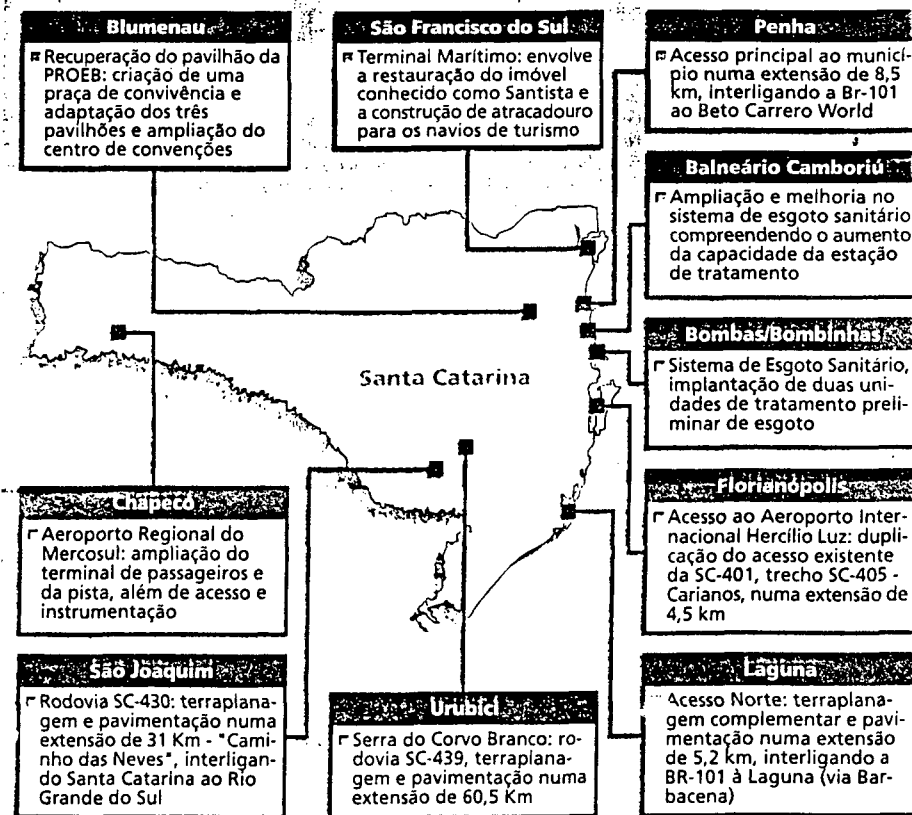 Blumenau
Recuperação do pavilhão da
PROEB: criação de uma
praça de convivência e
adaptação dos três
pavilhões e ampliação do
centro de convenções
São Francisco do Sul
Terminal Marítimo: envolve
a restauração do imóvel
conhecido como Santista e
a construção de atracadouro
para os navios de turismo
Penha
Acesso principal ao municí-
pio numa extensão de 8,5
km, interligando a Br-101
ao Beto Carrero World
Balneário Camboriú
Ampliação e melhoria no
sistema de esgoto sanitário
compreendendo o aumento
da capacidade da estação
de tratamento
Bombas/Bombinhas
Sistema de Esgoto Sanitário,
implantação de duas uni-
dades de tratamento preli-
minar de esgoto
Santa Catarina
Florianópolis
Acesso ao Aeroporto Inter-
nacional Hercílio Luz: dupli-
cação do acesso existente
da SC-401, trecho SC-405 -
Carianos, numa extensão de
4,5 km
Chapecó
Aeroporto Regional do
Mercosul: ampliação do
terminal de passageiros e
da pista, além de acesso e
instrumentação
São Joaquim
Rodovia SC-430: terraplana-
gem e pavimentação numa
extensão de 31 Km - "Cami-
nho das Neves", interligan-
do Santa Catarina ao Rio
Grande do Sul
Urubici
Serra do Corvo Branco: ro-
dovia SC-439, terraplana-
gem e pavimentação numa
extensão de 60,5 Km
Laguna
Acesso Norte: terraplana-
gem complementar e pavi-
mentação numa extensão
de 5,2 km, interligando a
BR-101 à Laguna (via Bar-
bacena)